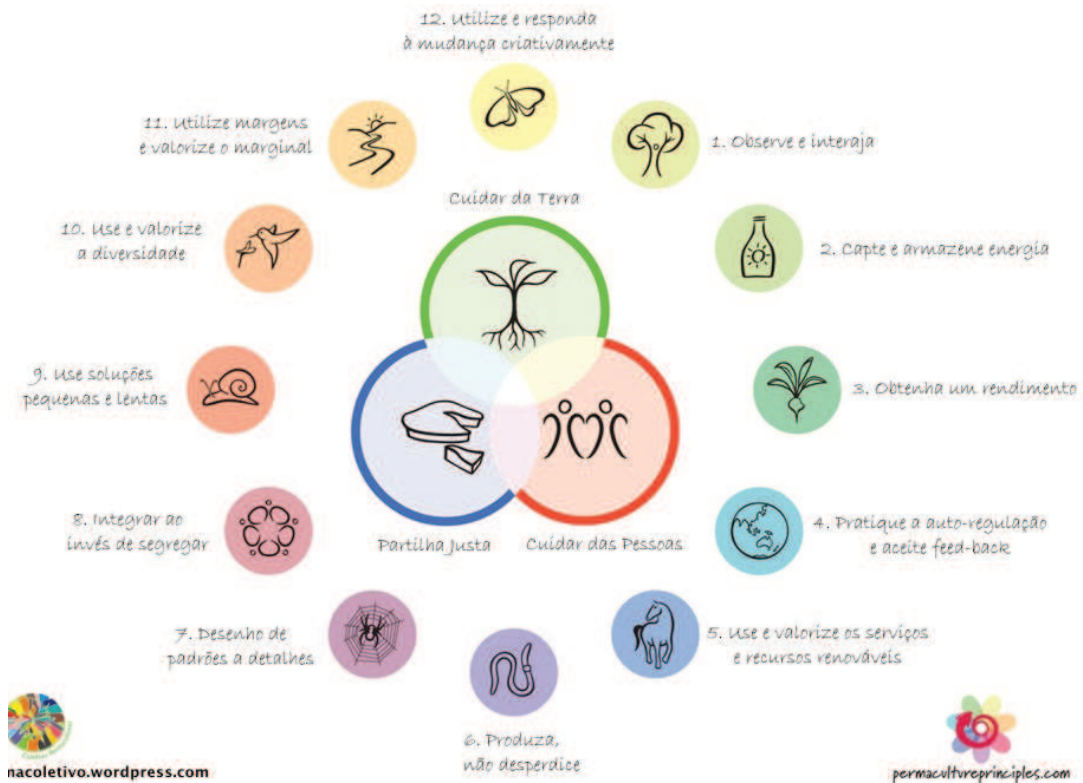 12. Utilize e responda
à mudança criativamente
11. Utilize margens
e valorize o marginal
1. Observe e interaja
Cuidar da Terra
10. Use e valorize
a diversidade
2. Capte e armazene energia
9. Use soluções
pequenas e lentas
3. Obtenha um rendimento
8. Integrar ao
invés de segregar
Partilha Justa
Cuidar das Pessoas
4. Pratique a auto-regulação
e aceite feed-back
7. Desenho de
padrões a detalhes
5. Use e valorize os serviços
e recursos renováveis
6. Produza,
não desperdice
nacoletivo.wordpress.com
permacultureprinciples.com